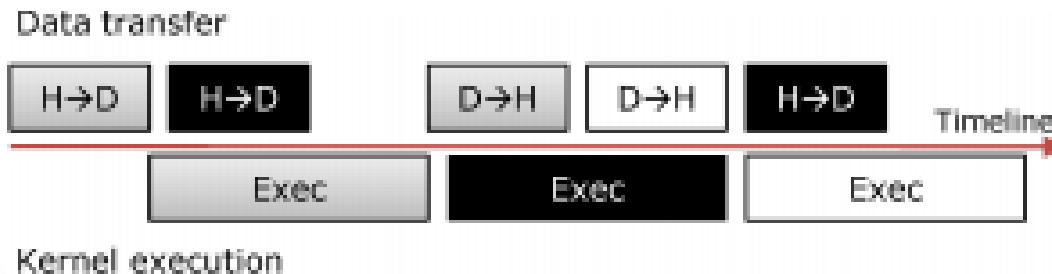 Data transfer
H→D H→D D→H D→H H→D
Timeline
Exec Exec Exec
Kernel execution